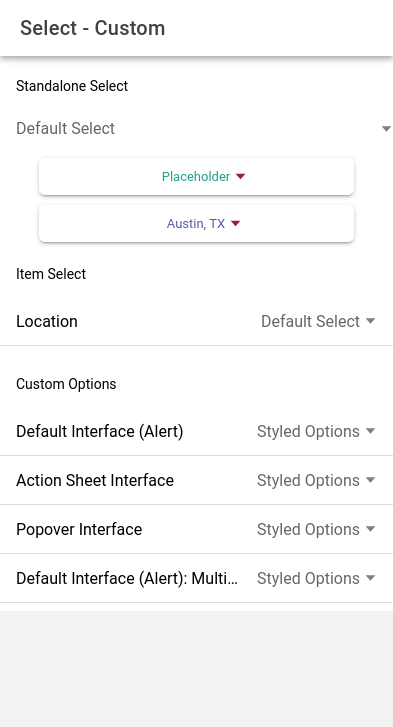 Select - Custom
Standalone Select
Default Select
Placeholder
Austin, TX
Item Select
Location Default Select
Custom Options
Default Interface (Alert) Styled Options
Action Sheet Interface Styled Options
Popover Interface Styled Options
Default Interface (Alert): Multi... Styled Options